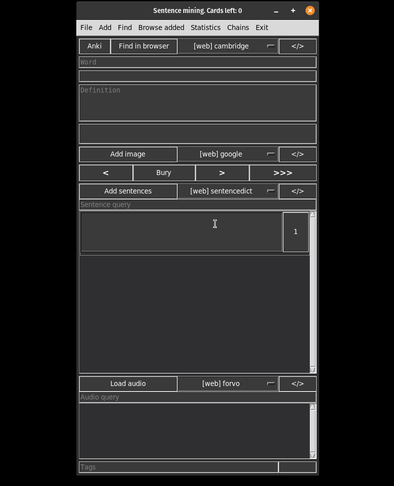 Sentence mining. Cards left: 0
File Add Find Browse added Statistics Chains Exit
Anki Find in browser [web] cambridge </>
Word
Definition
Add image [web] google </>
< Bury > >>>
Add sentences [web] sentencedict </>
Sentence query
1
Load audio [web] forvo </>
Audio query
Tags